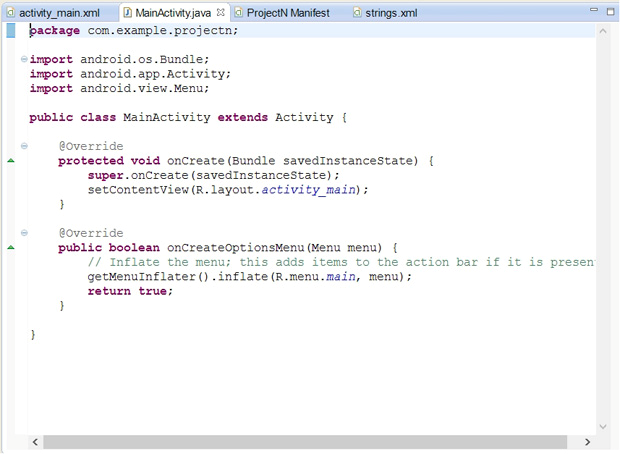 activity_main.xml MainActivity.java ProjectN Manifest strings.xml
package com.example.projectn;
import android.os.Bundle;
import android.app.Activity;
import android.view.Menu;
public class MainActivity extends Activity {
@Override
protected void onCreate(Bundle savedInstanceState) {
super.onCreate(savedInstanceState);
setContentView(R.layout.activity_main);
}
@Override
public boolean onCreateOptionsMenu(Menu menu) {
// Inflate the menu; this adds items to the action bar if it is presen
getMenuInflater().inflate(R.menu.main, menu);
return true;
}
}